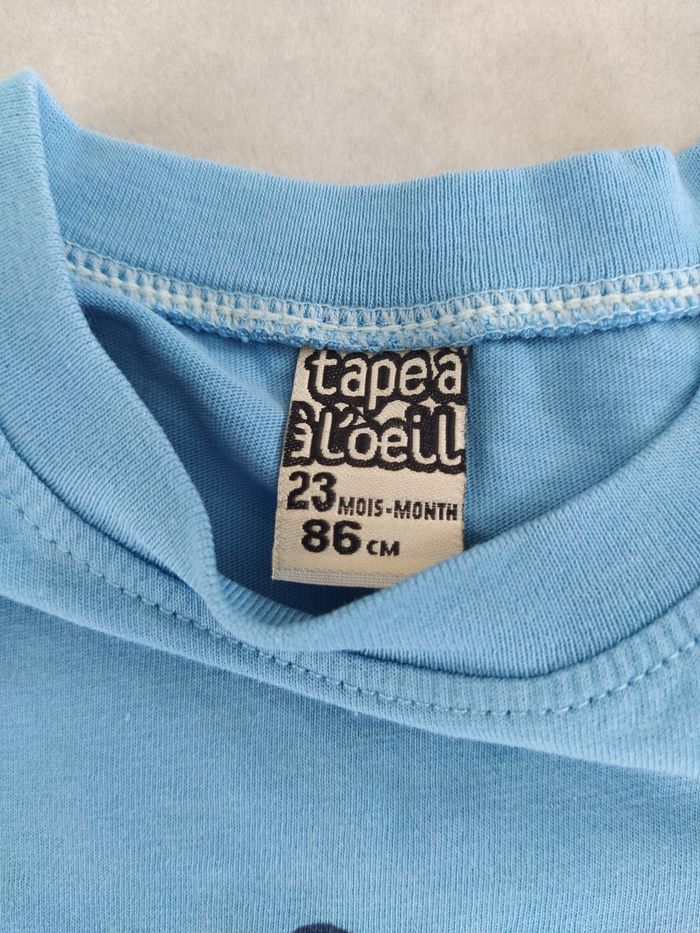 tape à
l'oeil
23 MOIS-MONTH
86 CM